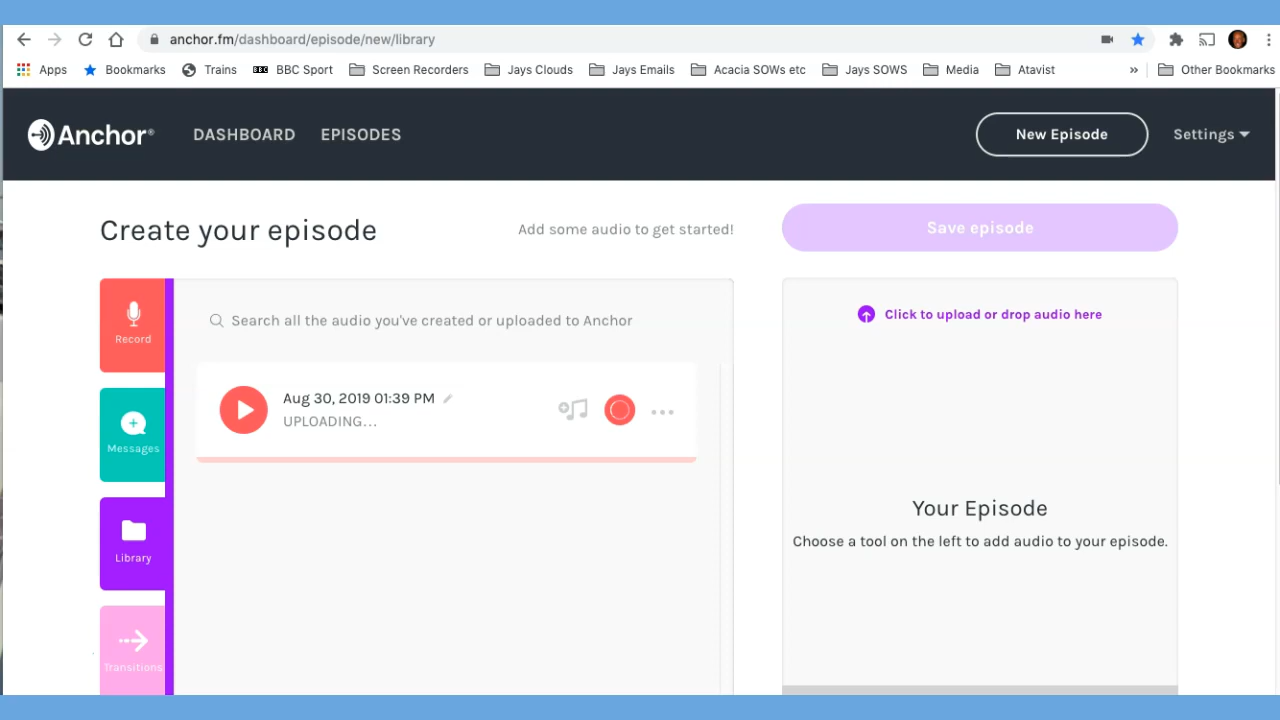 anchor.fm/dashboard/episode/new/library
Apps Bookmarks Trains BBC BBC Sport Screen Recorders Jays Clouds Jays Emails Acacia SOWs etc Jays SOWS Media Atavist » Other Bookmarks
Anchor® DASHBOARD EPISODES New Episode Settings
Create your episode Add some audio to get started! Save episode
Record
Messages
Library
Transitions
Search all the audio you've created or uploaded to Anchor
Aug 30, 2019 01:39 PM
UPLOADING...
Click to upload or drop audio here
Your Episode
Choose a tool on the left to add audio to your episode.